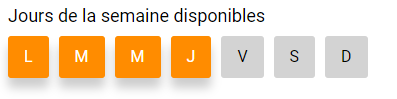 Jours de la semaine disponibles
L M M J V S D